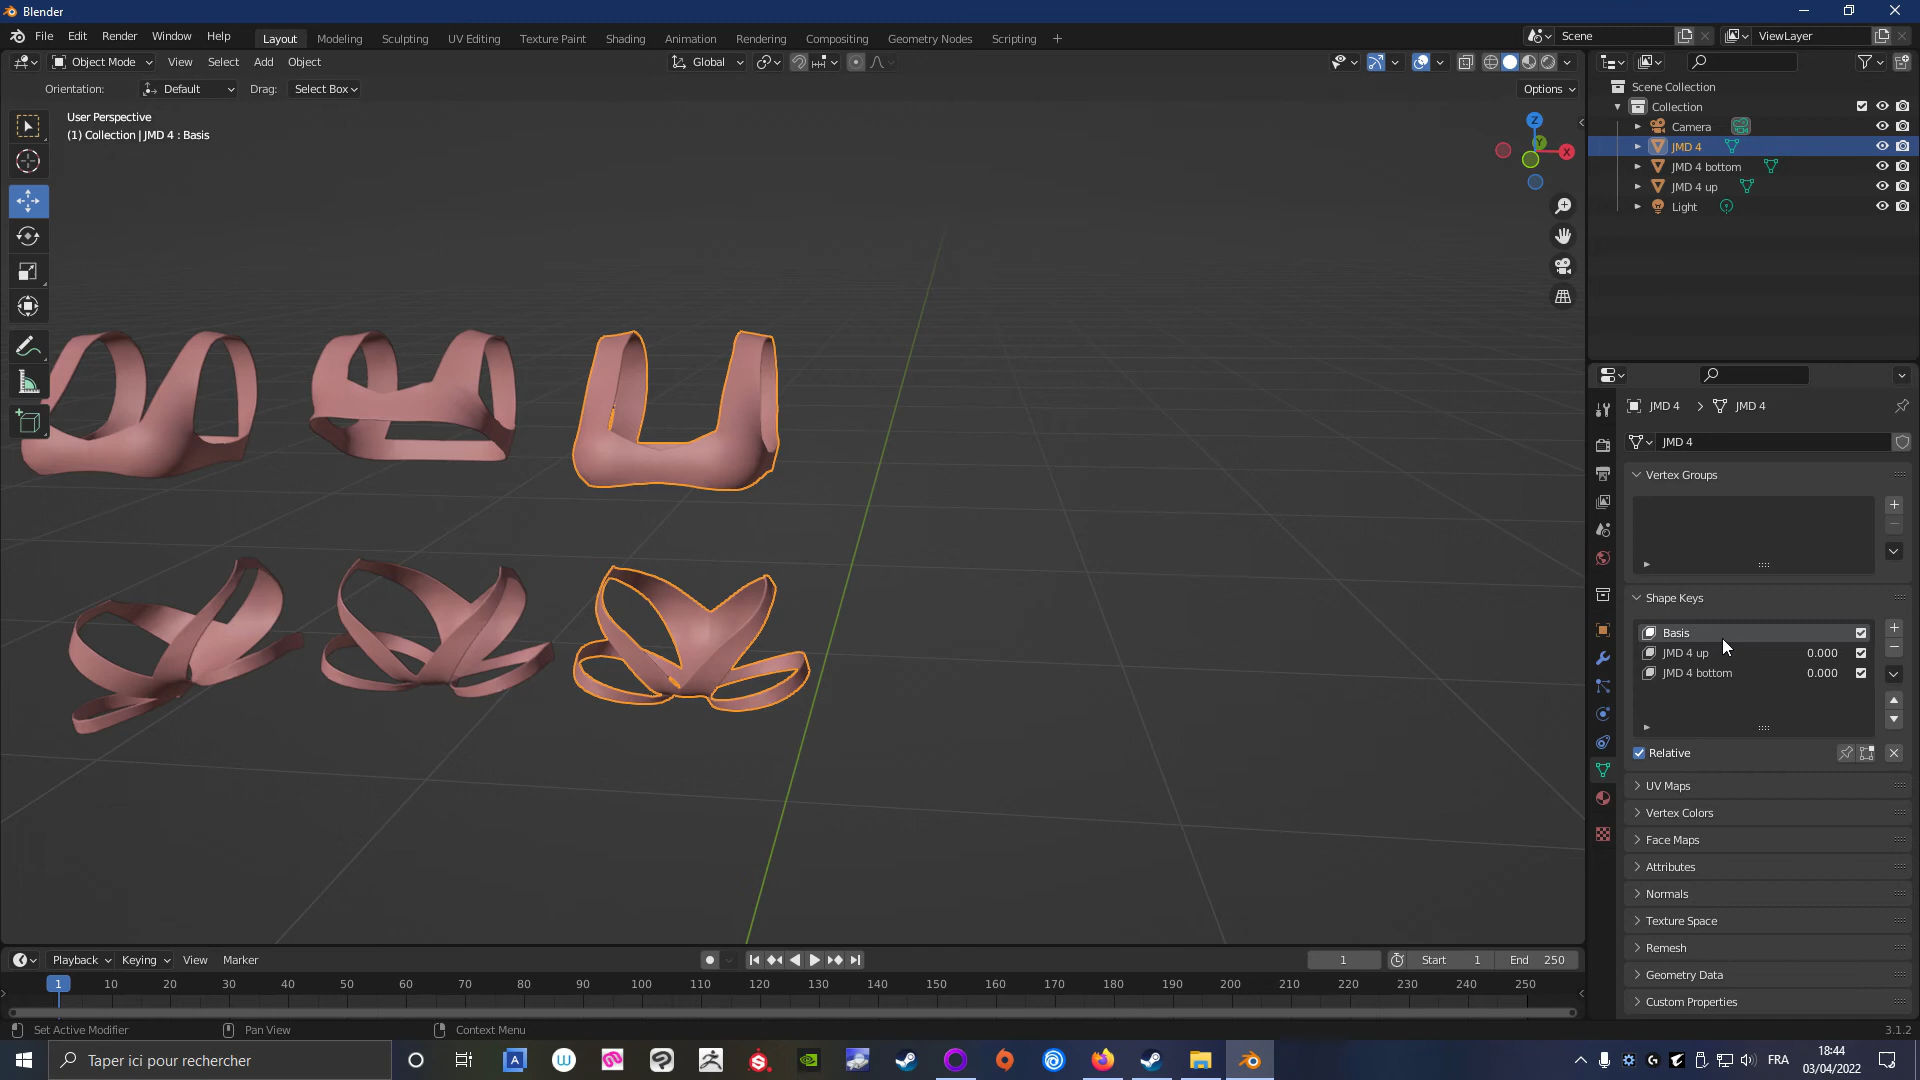 Blender
File Edit Render Window Help
Layout Modeling Sculpting UV Editing Texture Paint Shading Animation Rendering Compositing Geometry Nodes Scripting +
Scene
ViewLayer
Object Mode View Select Add Object
Global
Orientation: Default Drag: Select Box
Options
User Perspective
(1) Collection | JMD 4 : Basis
Z
Y
X
Scene Collection
Collection
Camera
JMD 4
JMD 4 bottom
JMD 4 up
Light
JMD 4 > JMD 4
JMD 4
Vertex Groups
Shape Keys
Basis
JMD 4 up 0.000
JMD 4 bottom 0.000
Relative
UV Maps
Vertex Colors
Face Maps
Attributes
Normals
Texture Space
Remesh
Geometry Data
Custom Properties
Playback Keying View Marker
1 Start 1 End 250
1 10 20 30 40 50 60 70 80 90 100 110 120 130 140 150 160 170 180 190 200 210 220 230 240 250
Set Active Modifier Pan View Context Menu
3.1.2
Taper ici pour rechercher
FRA
18:44
03/04/2022